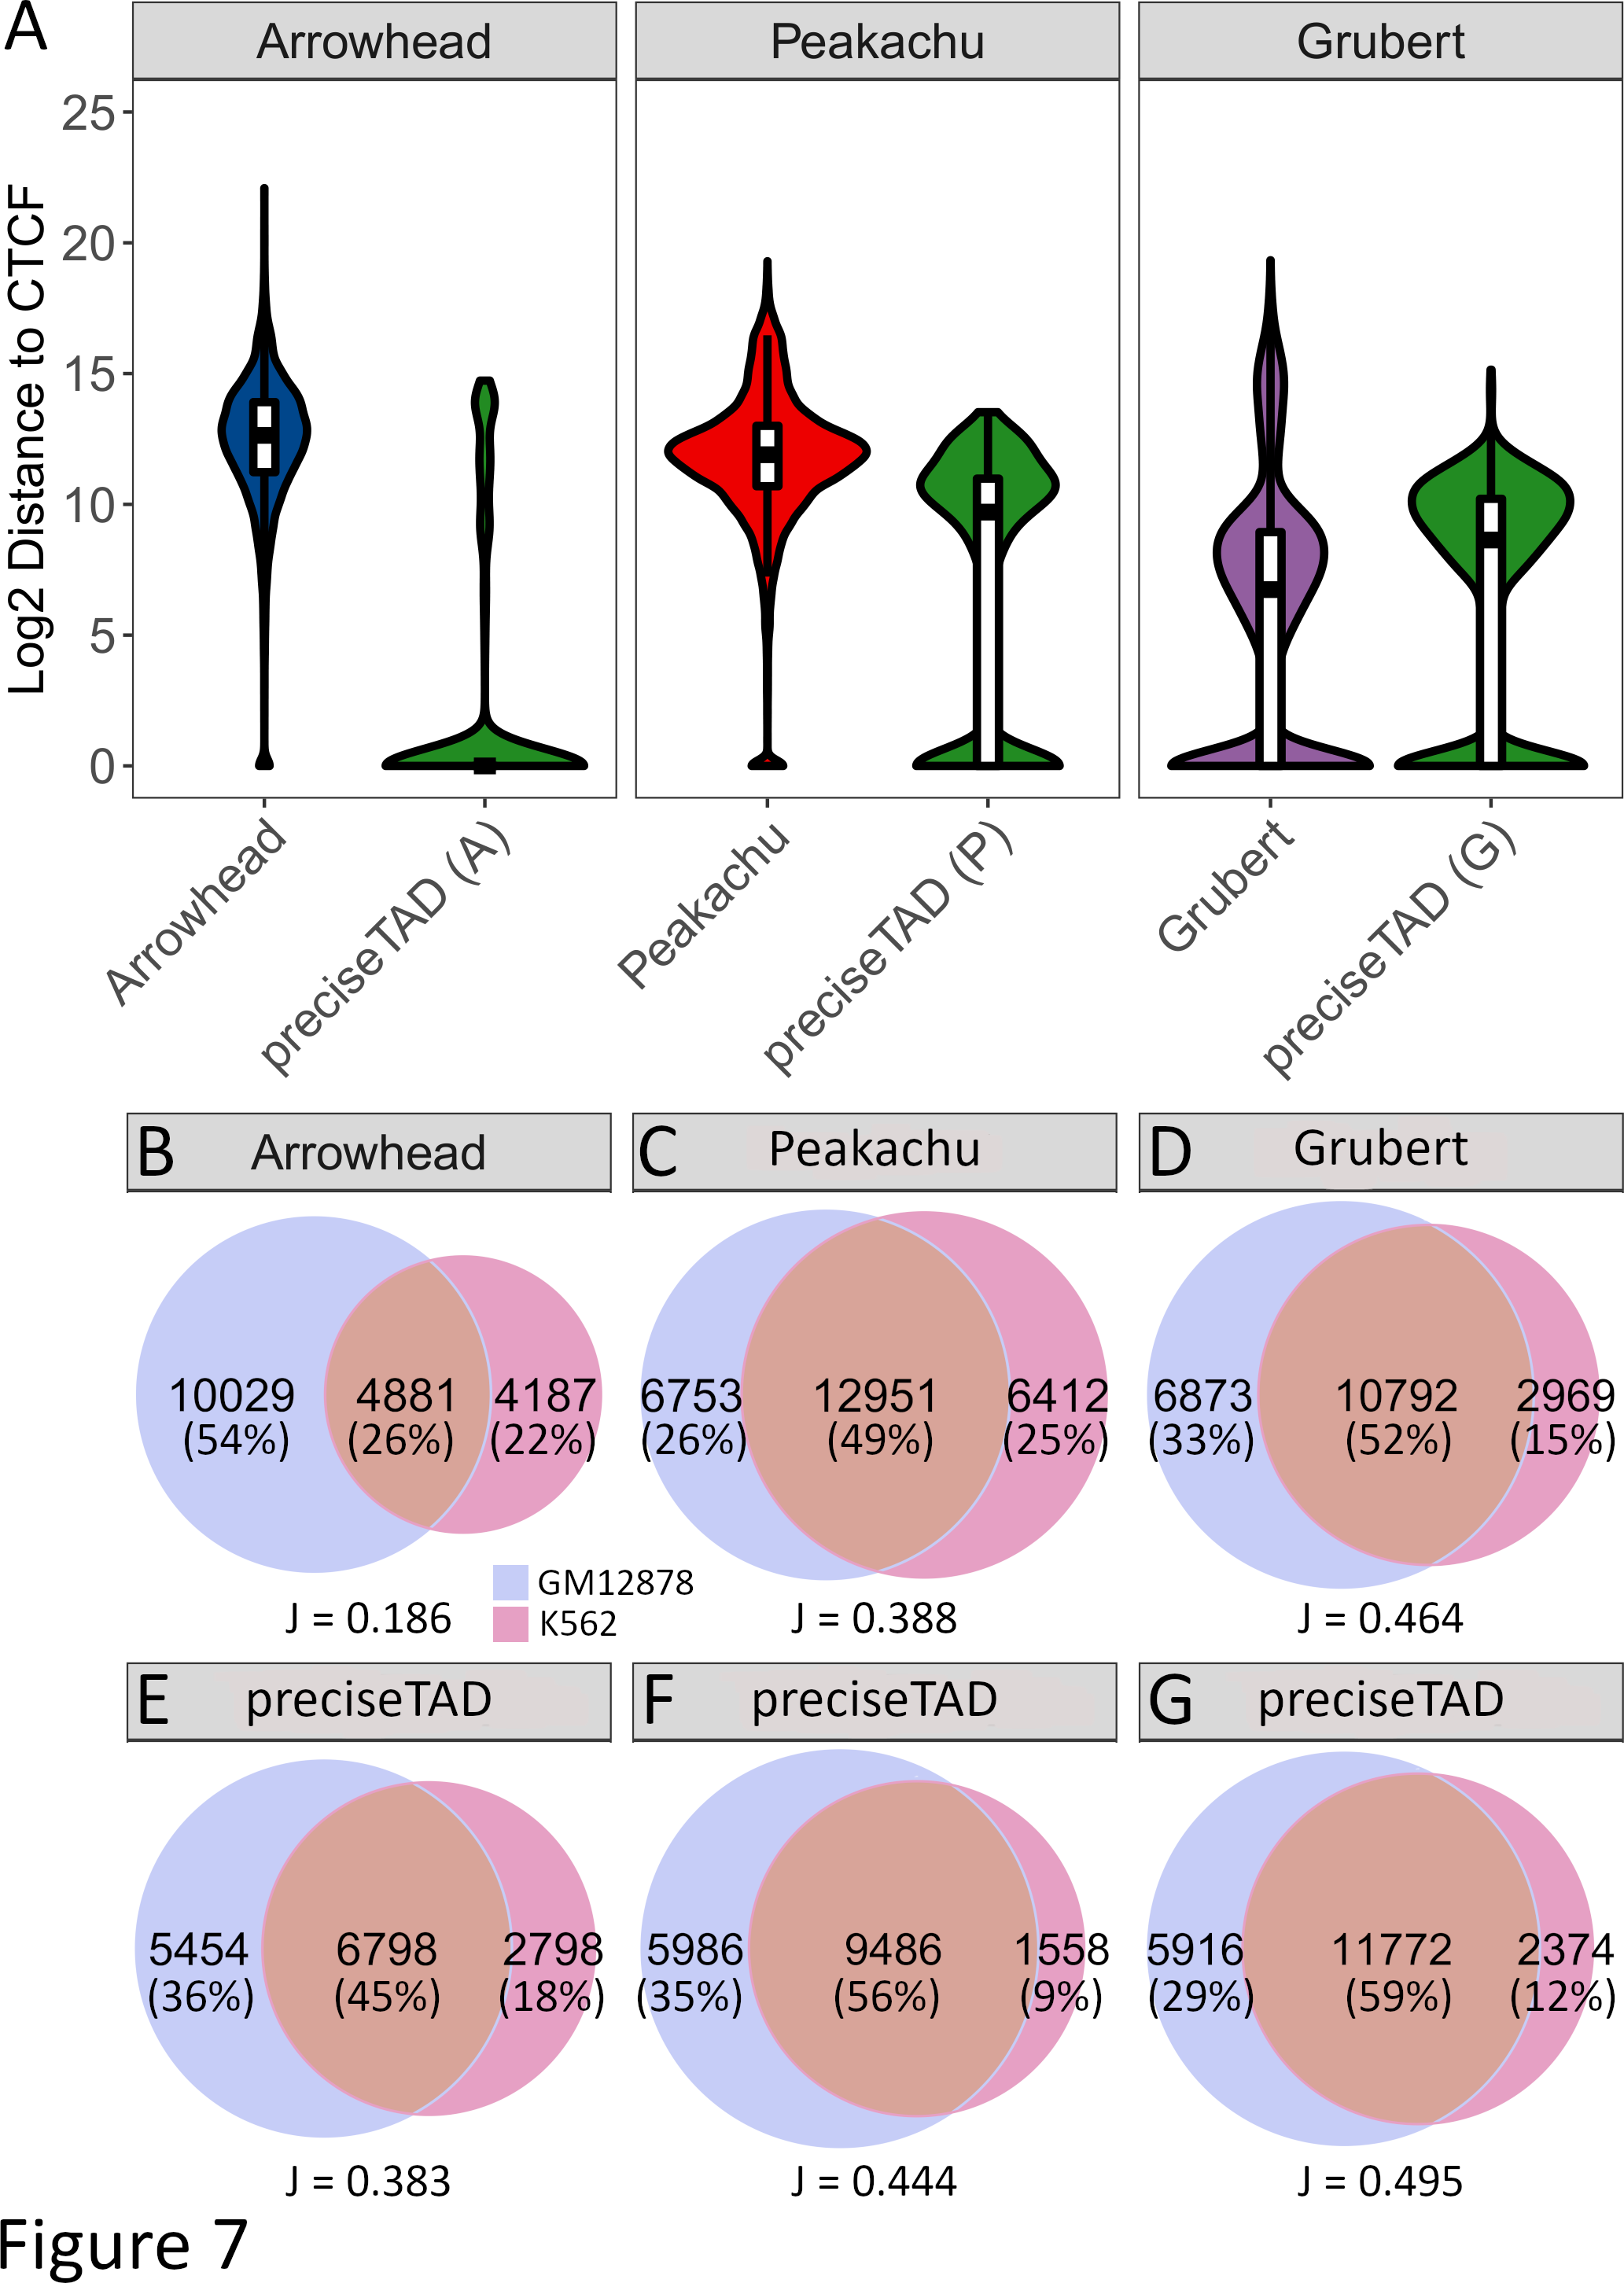 A
Arrowhead
Peakachu
Grubert
Log2 Distance to CTCF
25
20
15
10
5
0
Arrowhead
preciseTAD (A)
Peakachu
preciseTAD (P)
Grubert
preciseTAD (G)
B Arrowhead
C Peakachu
D Grubert
10029 4881 4187
(54%) (26%) (22%)
6753 12951 6412
(26%) (49%) (25%)
6873 10792 2969
(33%) (52%) (15%)
GM12878
K562
J = 0.186
J = 0.388
J = 0.464
E preciseTAD
F preciseTAD
G preciseTAD
5454 6798 2798
(36%) (45%) (18%)
5986 9486 1558
(35%) (56%) (9%)
5916 11772 2374
(29%) (59%) (12%)
J = 0.383
J = 0.444
J = 0.495
Figure 7